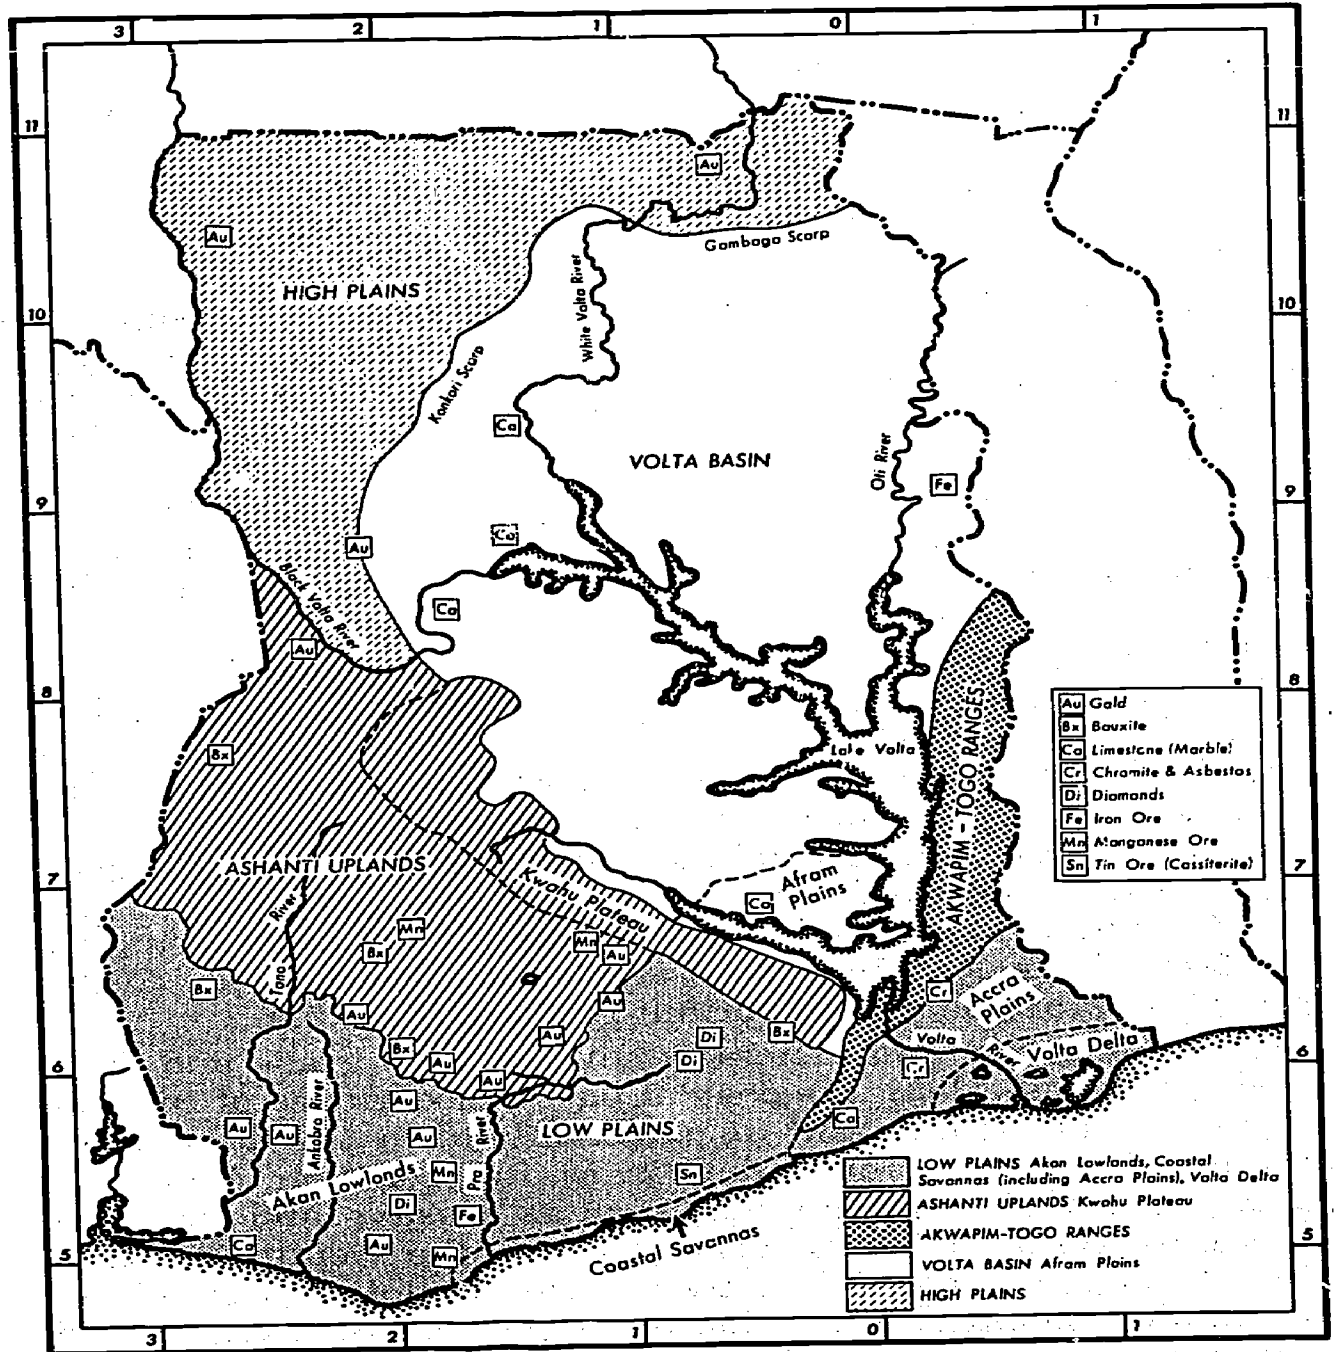 3 2 1 0 1
11 11
Au
Au
Gambaga Scarp
HIGH PLAINS
White Volta River
10 10
Konkori Scarp
Ca
VOLTA BASIN
Oti River
Fe
9 9
Au
Ca
Black Volta River
Ca
Au
8 8
Au Gold
Bx Bauxite
Ca Limestone (Marble)
Cr Chromite & Asbestos
Di Diamonds
Fe Iron Ore
Mn Manganese Ore
Sn Tin Ore (Cassiterite)
Bx
Lake Volta
AKWAPIM - TOGO RANGES
ASHANTI UPLANDS
7 7
Kwahu Plateau
Afram
Plains
Ca
Tano River
Mn
Bx
Mn
Au
Bx
Au
Cr
Accra
Plains
Au
Au
Di
Bx
Bx
Au
Di
Volta River
Volta Delta
6 6
Cr
Au
Au
Ca
Au
Au
Ankobra River
Au
Pra River
LOW PLAINS
Akan Lowlands
Mn
Sn
Di
Fe
Ca
Au
Mn
Coastal Savannas
5 5
LOW PLAINS Akan Lowlands, Coastal
Savannas (including Accra Plains), Volta Delta
ASHANTI UPLANDS Kwahu Plateau
AKWAPIM-TOGO RANGES
VOLTA BASIN Afram Plains
HIGH PLAINS
3 2 1 0 1